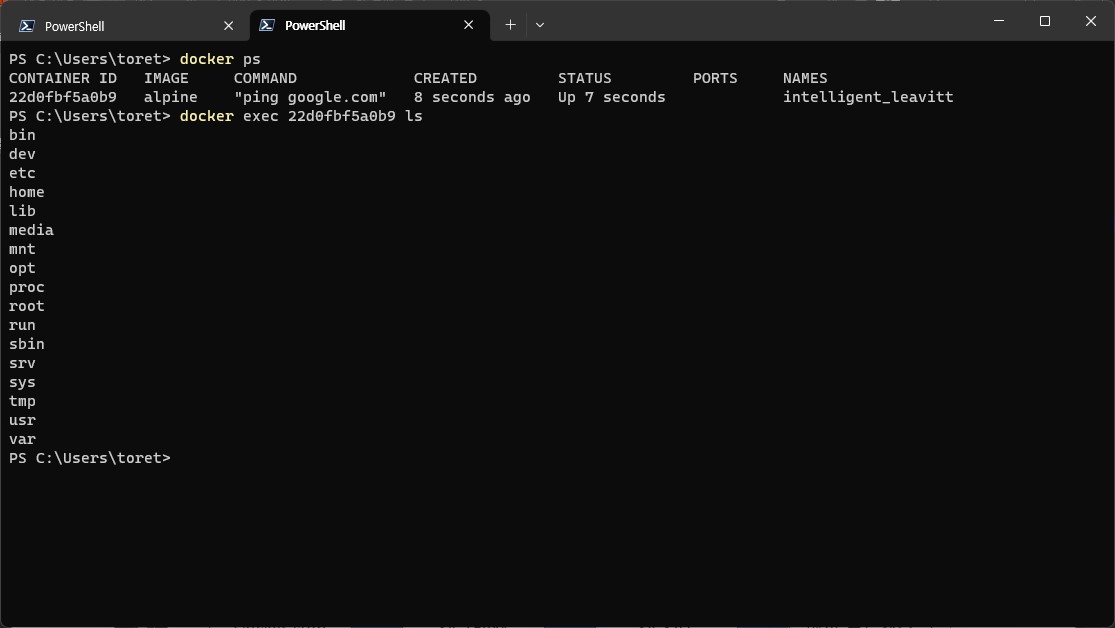 PowerShell
PowerShell
PS C:\Users\toret> docker ps
CONTAINER ID   IMAGE     COMMAND             CREATED         STATUS         PORTS     NAMES
22d0fbf5a0b9   alpine    "ping google.com"   8 seconds ago   Up 7 seconds             intelligent_leavitt
PS C:\Users\toret> docker exec 22d0fbf5a0b9 ls
bin
dev
etc
home
lib
media
mnt
opt
proc
root
run
sbin
srv
sys
tmp
usr
var
PS C:\Users\toret>